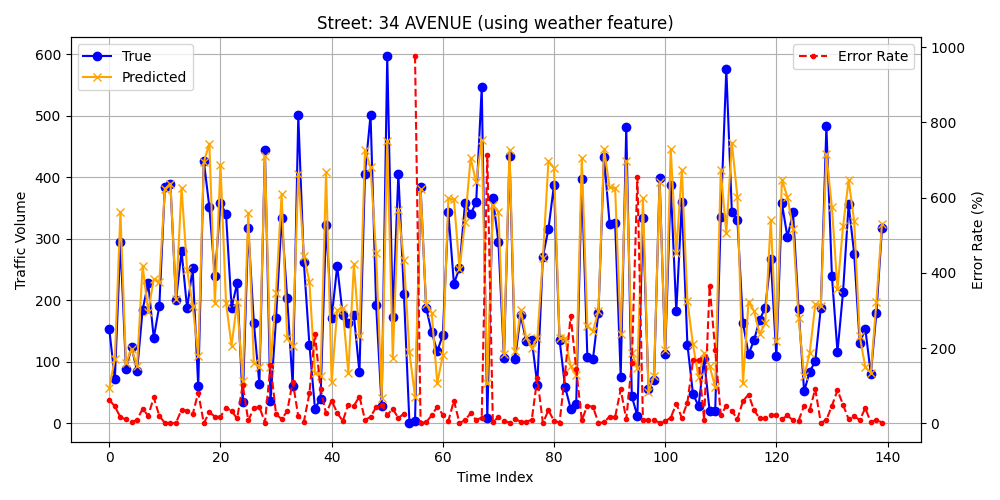 Street: 34 AVENUE (using weather feature)
True
Predicted
Error Rate
Traffic Volume
600
500
400
300
200
100
0
1000
800
600
400
200
0
Error Rate (%)
0 20 40 60 80 100 120 140
Time Index